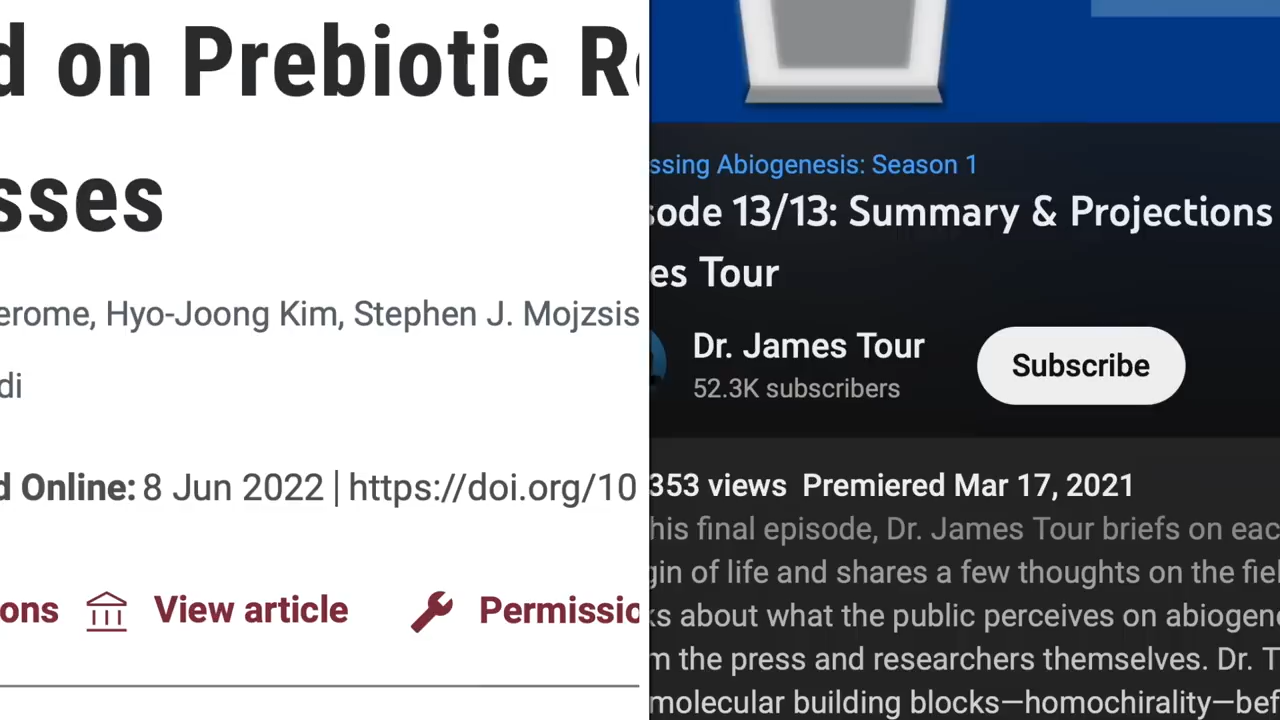 d on Prebiotic R
sses
erome, Hyo-Joong Kim, Stephen J. Mojzsis
di
d Online: 8 Jun 2022 | https://doi.org/10
ons View article Permissio
ssing Abiogenesis: Season 1
sode 13/13: Summary & Projections
es Tour
Dr. James Tour
52.3K subscribers
Subscribe
353 views Premiered Mar 17, 2021
his final episode, Dr. James Tour briefs on eac
gin of life and shares a few thoughts on the fiel
ks about what the public perceives on abiogen
m the press and researchers themselves. Dr. T
molecular building blocks—homochirality—bef